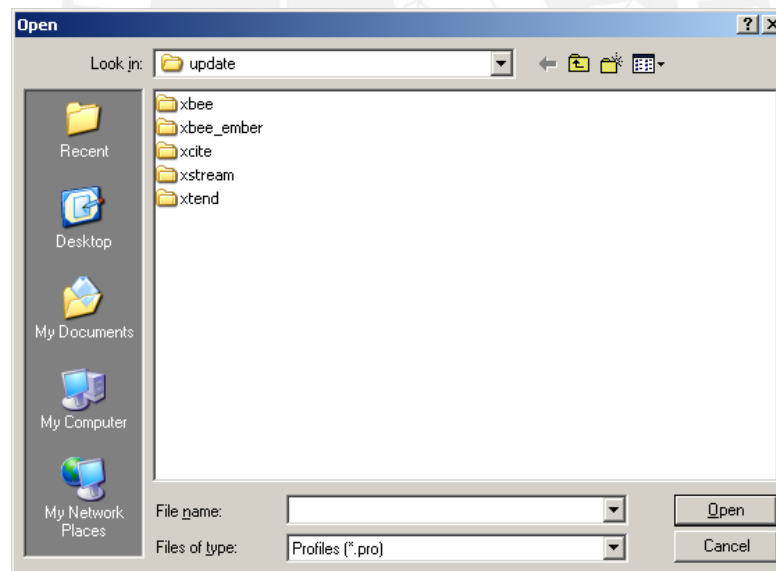 Open
Look in: update
xbee
xbee_ember
xcite
xstream
xtend
Recent
Desktop
My Documents
My Computer
My Network
Places
File name:
Open
Files of type: Profiles (*.pro)
Cancel